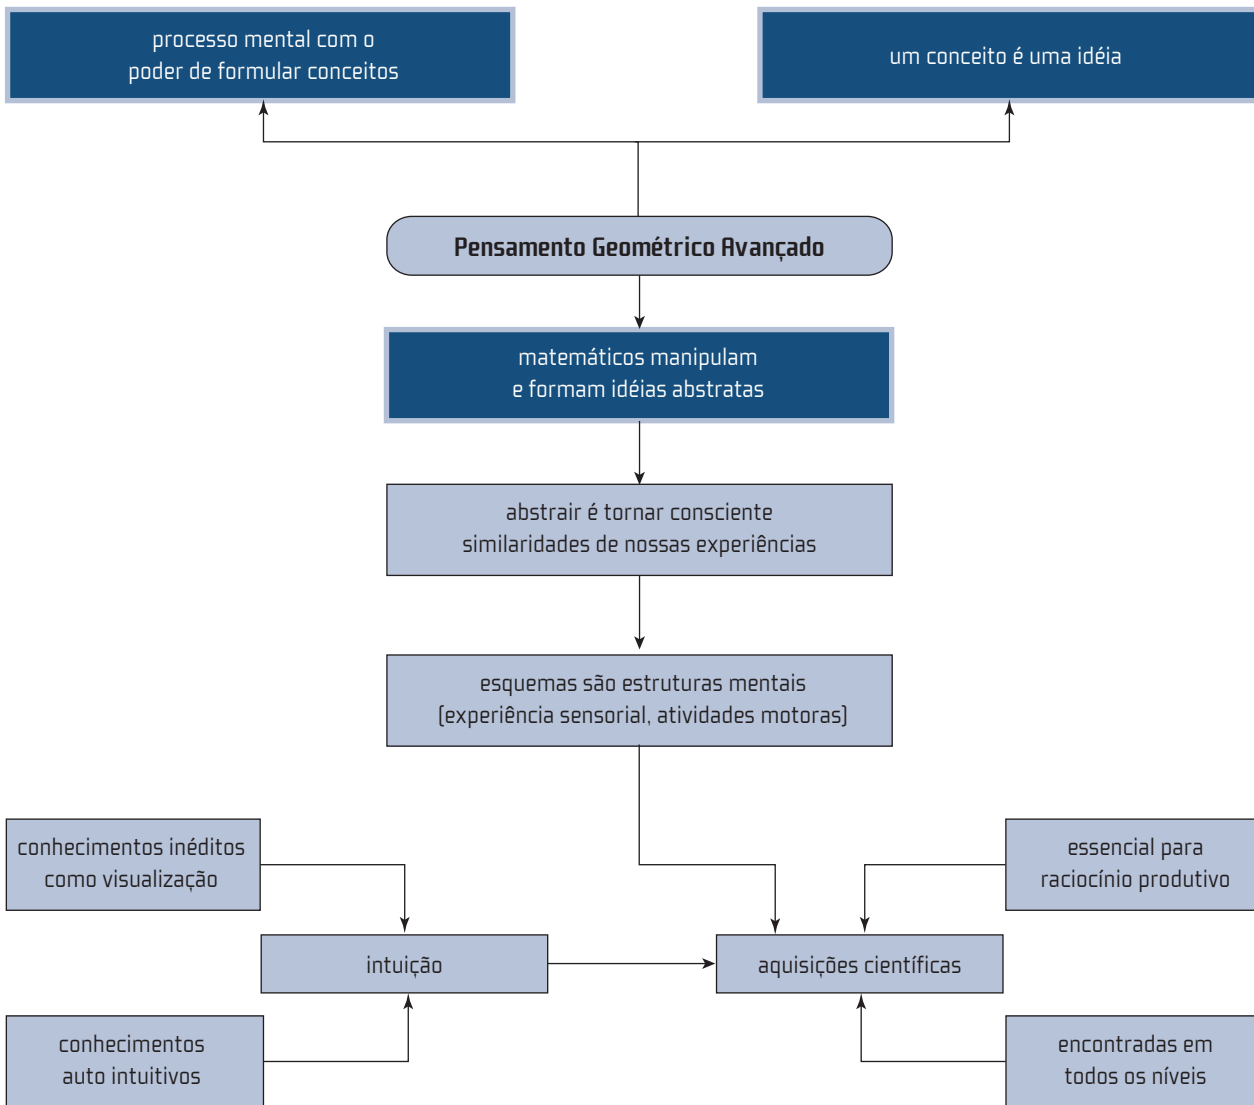 processo mental com o
poder de formular conceitos
um conceito é uma idéia
Pensamento Geométrico Avançado
matemáticos manipulam
e formam idéias abstratas
abstrair é tornar consciente
similaridades de nossas experiências
esquemas são estruturas mentais
(experiência sensorial, atividades motoras)
conhecimentos inéditos
como visualização
essencial para
raciocínio produtivo
intuição
aquisições científicas
conhecimentos
auto intuitivos
encontradas em
todos os níveis